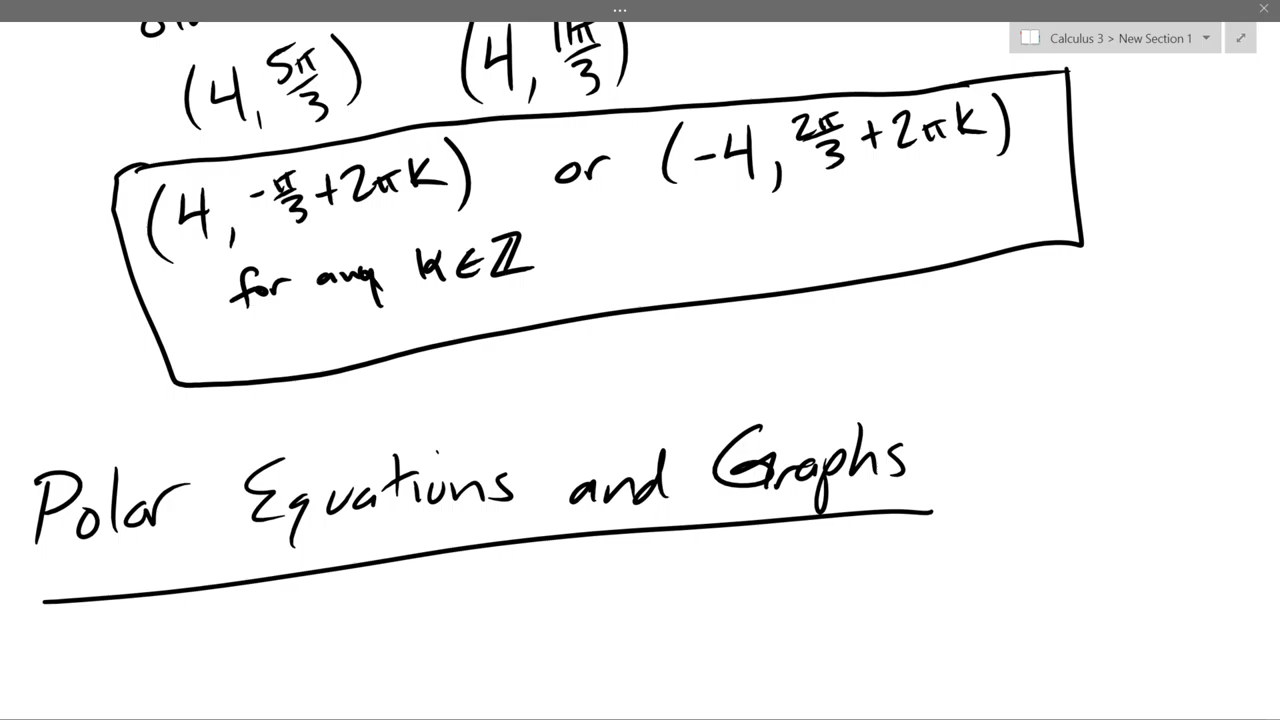 Calculus 3 > New Section 1
(4, 5π/3) (4, 11π/3)
(4, -π/3 + 2πk) or (-4, 2π/3 + 2πk)
for any k ∈ ℤ
Polar Equations and Graphs